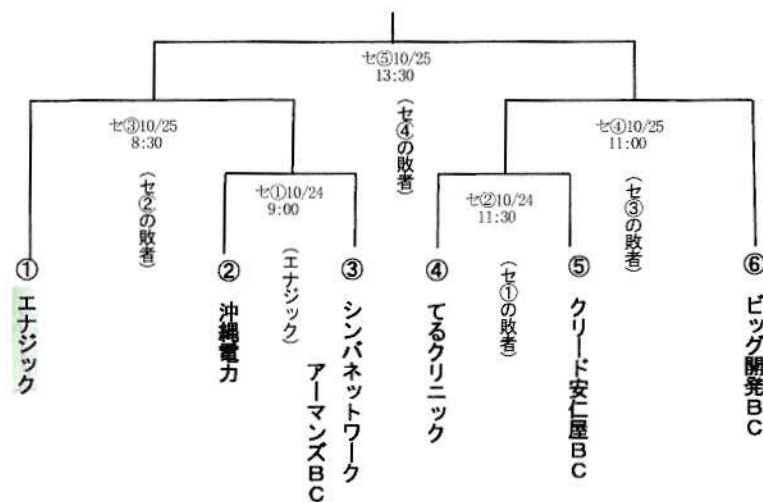 セ⑤10/25
13:30
(セ④の敗者)
セ③10/25
8:30
(セ②の敗者)
セ④10/25
11:00
(セ③の敗者)
セ①10/24
9:00
(エナジック)
セ②10/24
11:30
(セ①の敗者)
① エナジック
② 沖縄電力
③ シンバネットワーク
アーマンズBC
④ てるクリニック
⑤ クリード安仁屋BC
⑥ ビッグ開発BC